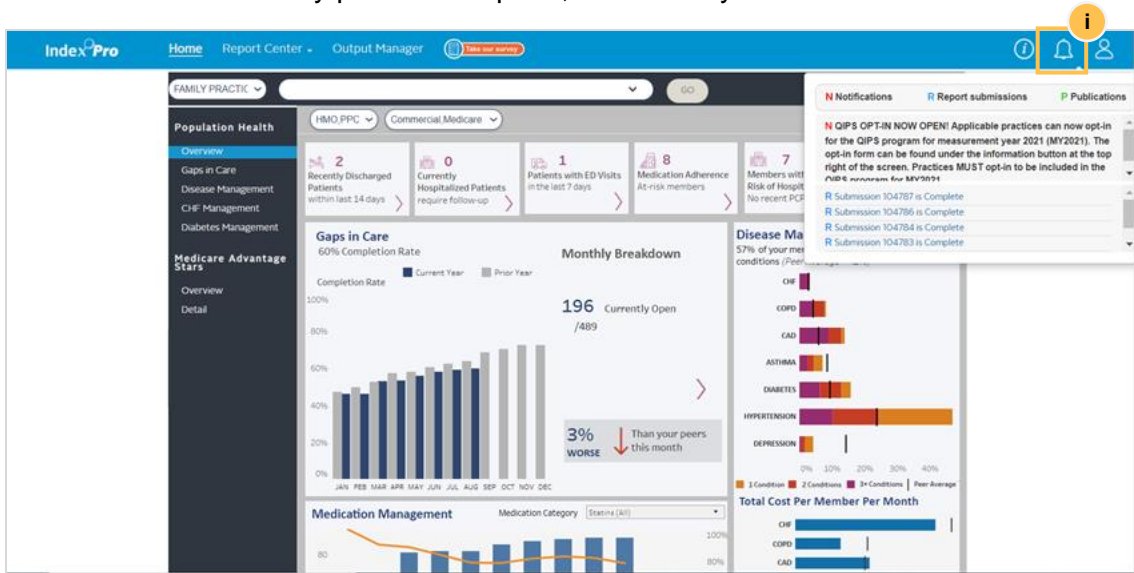 i
IndexPro Home Report Center Output Manager Take our survey
FAMILY PRACTIC GO
N Notifications R Report submissions P Publications
N QIPS OPT-IN NOW OPEN! Applicable practices can now opt-in
for the QIPS program for measurement year 2021 (MY2021). The
opt-in form can be found under the information button at the top
right of the screen. Practices MUST opt-in to be included in the
QIPS program for MY2021
R Submission 104787 is Complete
R Submission 104786 is Complete
R Submission 104784 is Complete
R Submission 104783 is Complete
Population Health
Overview
Gaps in Care
Disease Management
CHF Management
Diabetes Management
Medicare Advantage
Stars
Overview
Detail
HMO,PPC Commercial,Medicare
2
Recently Discharged
Patients
within last 14 days
0
Currently
Hospitalized Patients
require follow-up
1
Patients with ED Visits
in the last 7 days
8
Medication Adherence
At-risk members
7
Members with
Risk of Hospit
No recent PCP
Gaps in Care
60% Completion Rate
Current Year Prior Year
Completion Rate
100%
80%
60%
40%
20%
0%
JAN FEB MAR APR MAY JUN JUL AUG SEP OCT NOV DEC
Monthly Breakdown
196 Currently Open
/489
3%
WORSE
Than your peers
this month
Disease Ma
57% of your mem
conditions (Peer
CHF
COPD
CAD
ASTHMA
DIABETES
HYPERTENSION
DEPRESSION
0% 10% 20% 30% 40%
1 Condition 2 Conditions 3+ Conditions Peer Average
Medication Management Medication Category Statins (All)
80
100%
80%
Total Cost Per Member Per Month
CHF
COPD
CAD